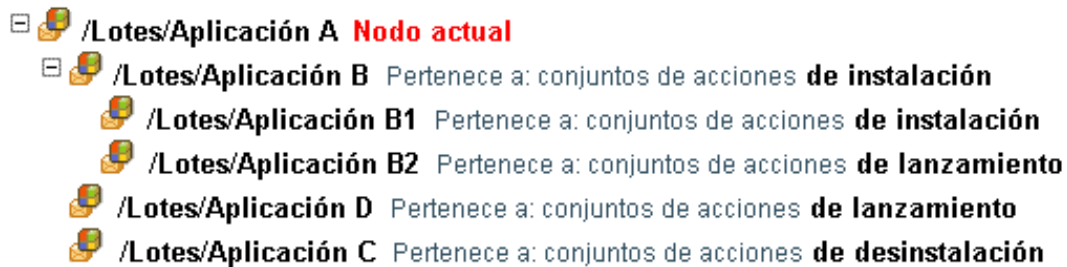 /Lotes/Aplicación A Nodo actual
/Lotes/Aplicación B Pertenece a: conjuntos de acciones de instalación
/Lotes/Aplicación B1 Pertenece a: conjuntos de acciones de instalación
/Lotes/Aplicación B2 Pertenece a: conjuntos de acciones de lanzamiento
/Lotes/Aplicación D Pertenece a: conjuntos de acciones de lanzamiento
/Lotes/Aplicación C Pertenece a: conjuntos de acciones de desinstalación